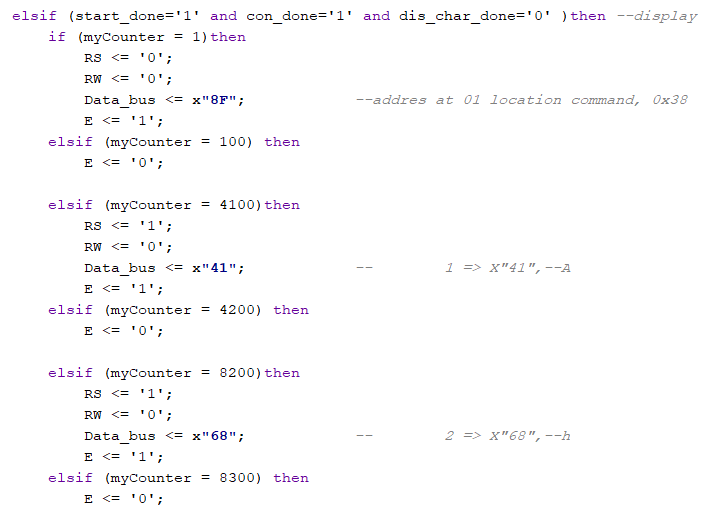 elsif (start_done='1' and con_done='1' and dis_char_done='0' )then --display
if (myCounter = 1)then
RS <= '0';
RW <= '0';
Data_bus <= x"8F"; --addres at 01 location command, 0x38
E <= '1';
elsif (myCounter = 100) then
E <= '0';
elsif (myCounter = 4100)then
RS <= '1';
RW <= '0';
Data_bus <= x"41"; -- 1 => X"41",--A
E <= '1';
elsif (myCounter = 4200) then
E <= '0';
elsif (myCounter = 8200)then
RS <= '1';
RW <= '0';
Data_bus <= x"68"; -- 2 => X"68",--h
E <= '1';
elsif (myCounter = 8300) then
E <= '0';